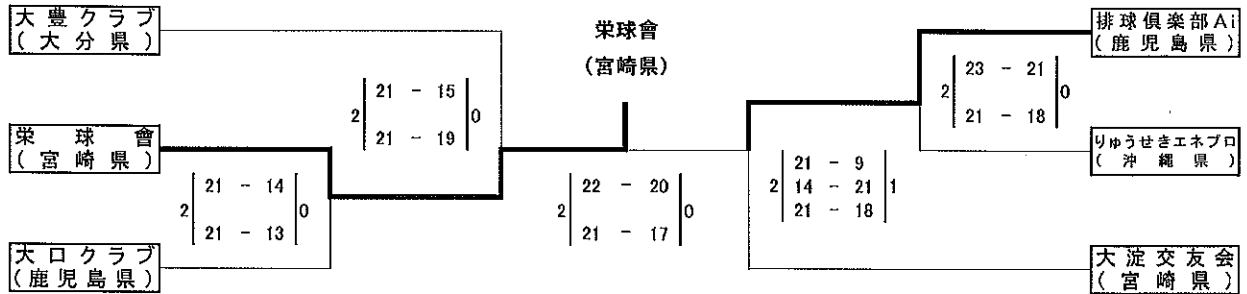 大豊クラブ
(大分県)
栄球會
(宮崎県)
大口クラブ
(鹿児島県)
2 21 - 14 0
21 - 13
2 21 - 15 0
21 - 19
栄球會
(宮崎県)
2 22 - 20 0
21 - 17
2 21 - 9 1
14 - 21
21 - 18
2 23 - 21 0
21 - 18
排球倶楽部Ai
(鹿児島県)
りゅうせきエネプロ
(沖縄県)
大淀交友会
(宮崎県)